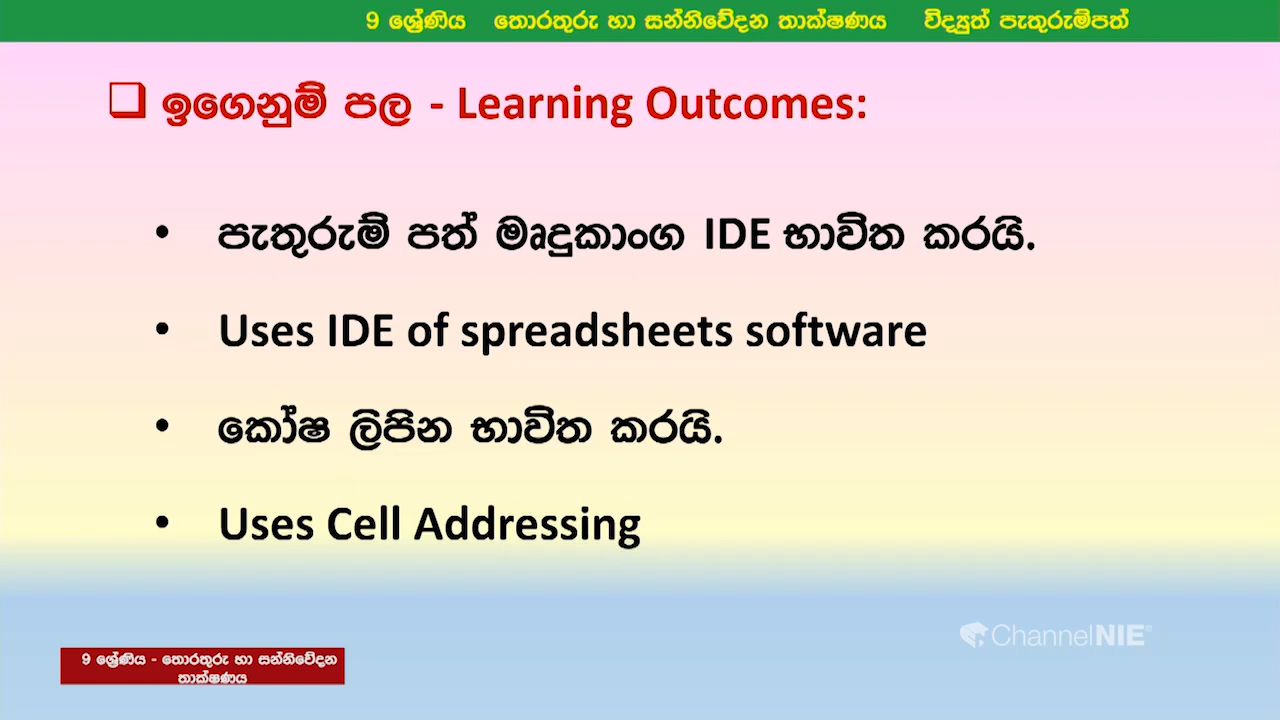 9 ශ්‍රේණිය තොරතුරු හා සන්නිවේදන තාක්ෂණය විද්‍යුත් පැතුරුම්පත්
❑ ඉගෙනුම් පල - Learning Outcomes:
• පැතුරුම් පත් මෘදුකාංග IDE භාවිත කරයි.
• Uses IDE of spreadsheets software
• කෝෂ ලිපින භාවිත කරයි.
• Uses Cell Addressing
ChannelNIE®
9 ශ්‍රේණිය - තොරතුරු හා සන්නිවේදන
තාක්ෂණය